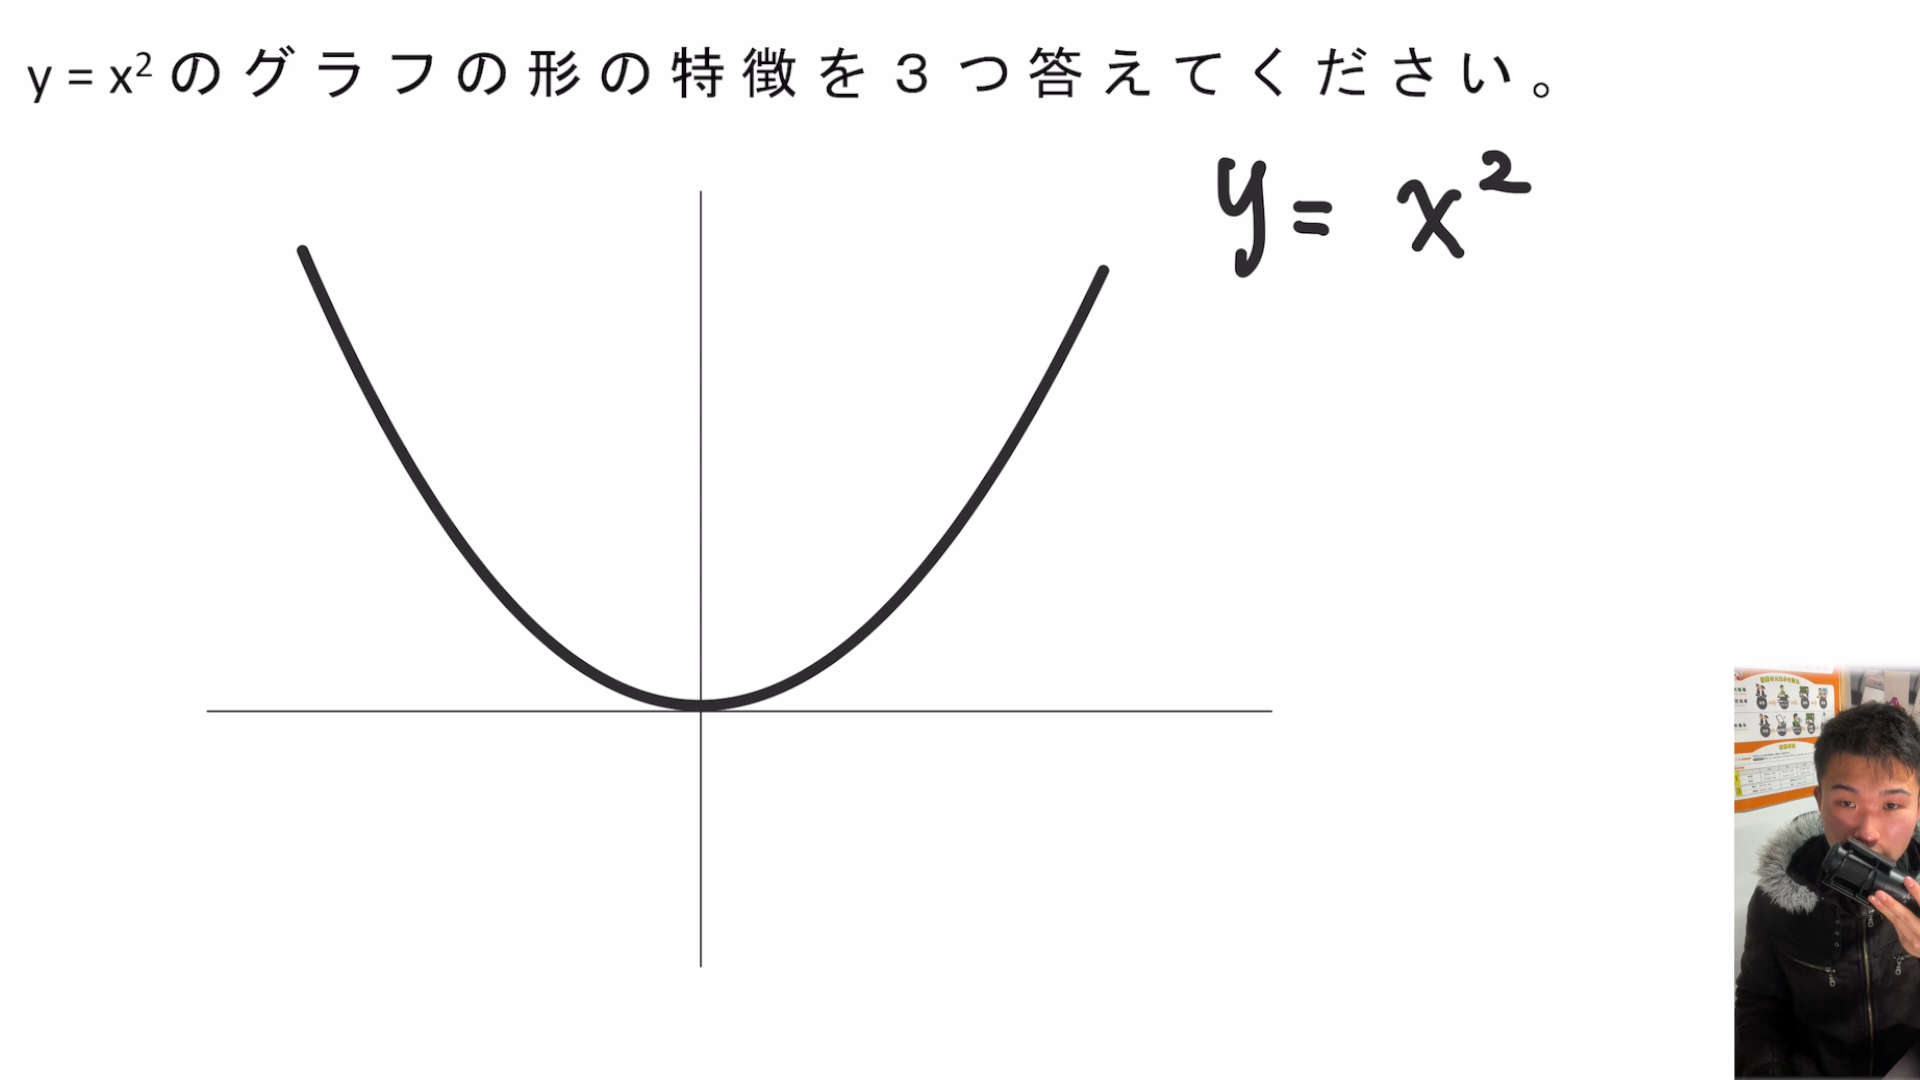 y = x² のグラフの形の特徴を３つ答えてください。
y = x²